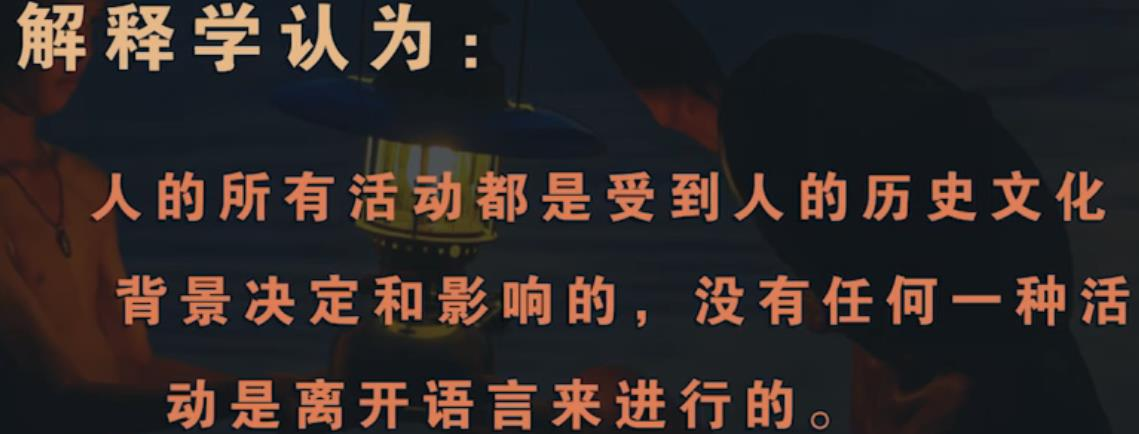 解释学认为：
人的所有活动都是受到人的历史文化
背景决定和影响的，没有任何一种活
动是离开语言来进行的。